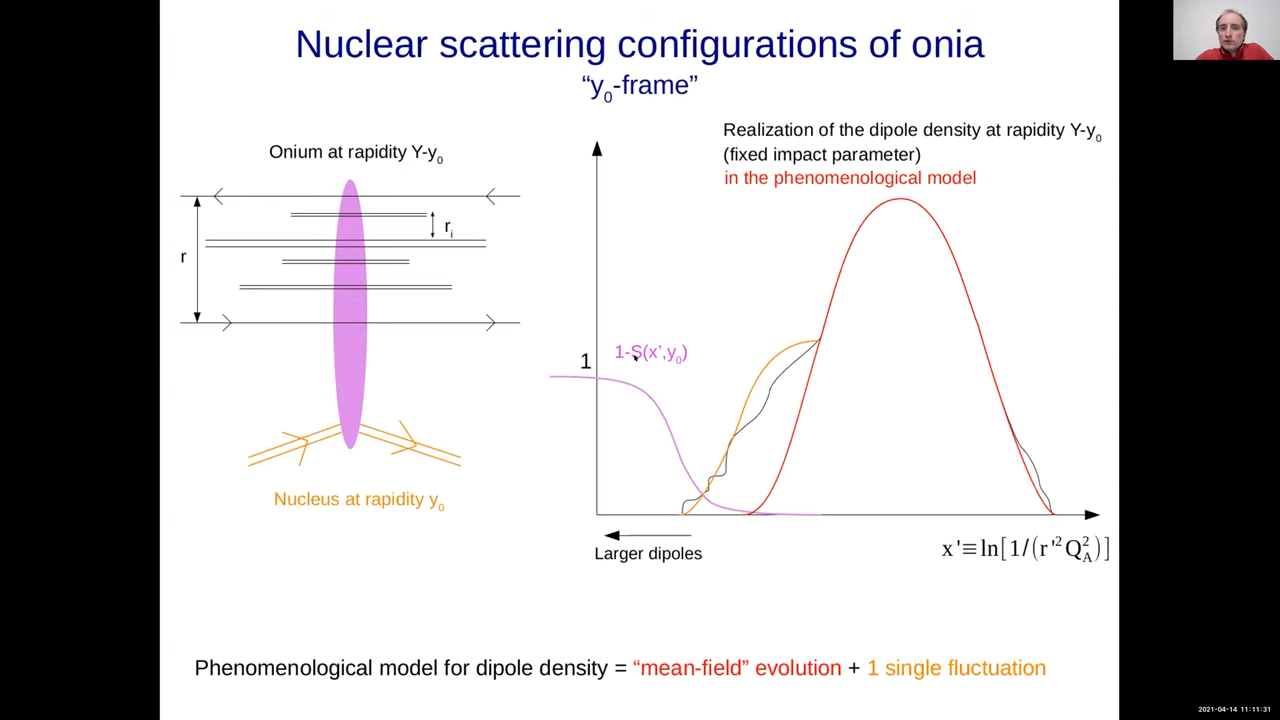 Nuclear scattering configurations of onia
“y0-frame”
Realization of the dipole density at rapidity Y-y0
(fixed impact parameter)
in the phenomenological model
Onium at rapidity Y-y0
ri
r
1-S(x’,y0)
1
Nucleus at rapidity y0
Larger dipoles
x'≡ln[1/(r'²Q²A)]
Phenomenological model for dipole density = “mean-field” evolution + 1 single fluctuation
2021-04-14 11:11:31